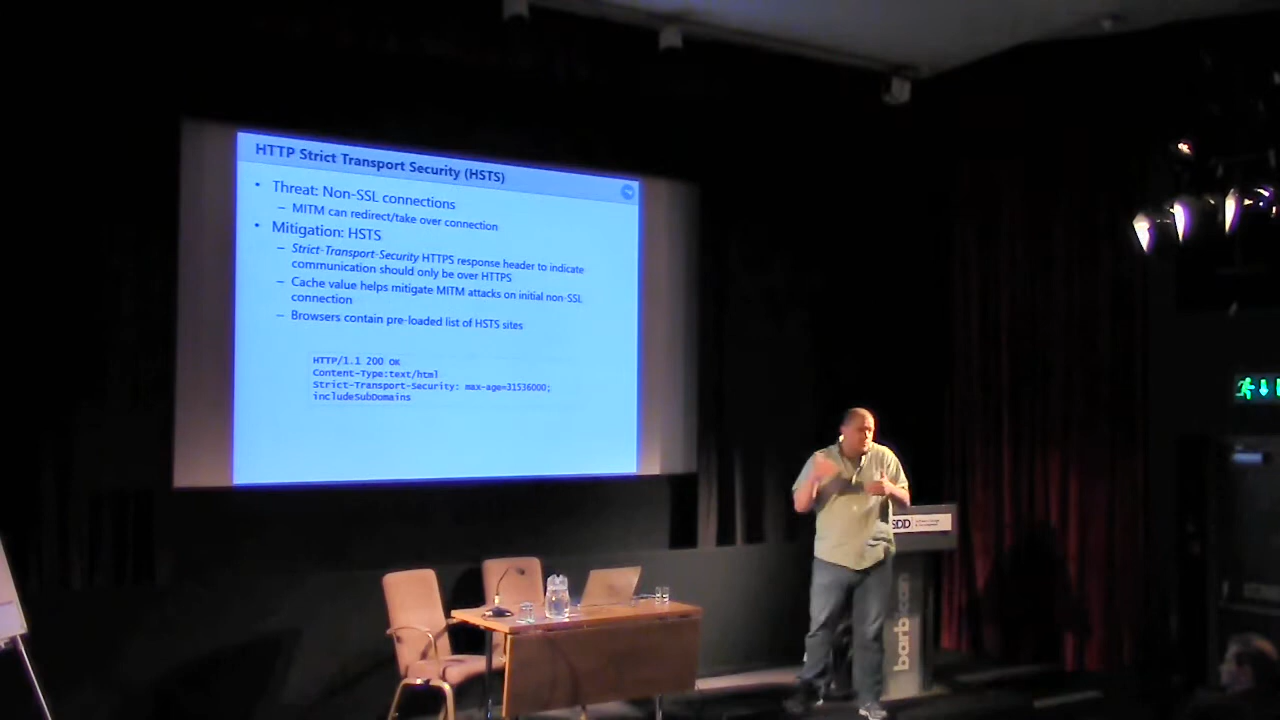 HTTP Strict Transport Security (HSTS)
• Threat: Non-SSL connections
– MITM can redirect/take over connection
• Mitigation: HSTS
– Strict-Transport-Security HTTPS response header to indicate
communication should only be over HTTPS
– Cache value helps mitigate MITM attacks on initial non-SSL
connection
– Browsers contain pre-loaded list of HSTS sites
HTTP/1.1 200 OK
Content-Type:text/html
Strict-Transport-Security: max-age=31536000;
includeSubDomains
SDD
barbican